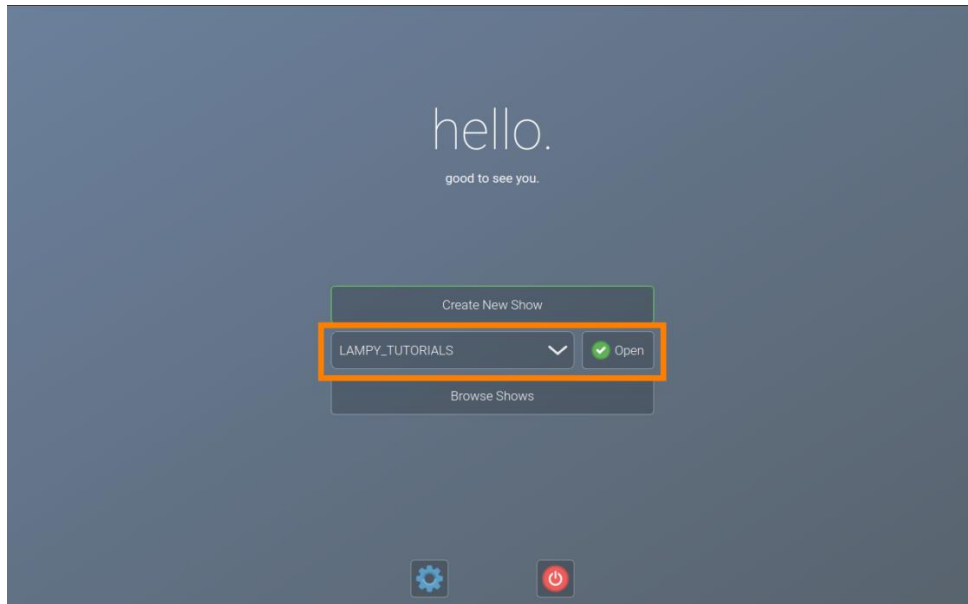 hello.
good to see you.
Create New Show
LAMPY_TUTORIALS
Open
Browse Shows